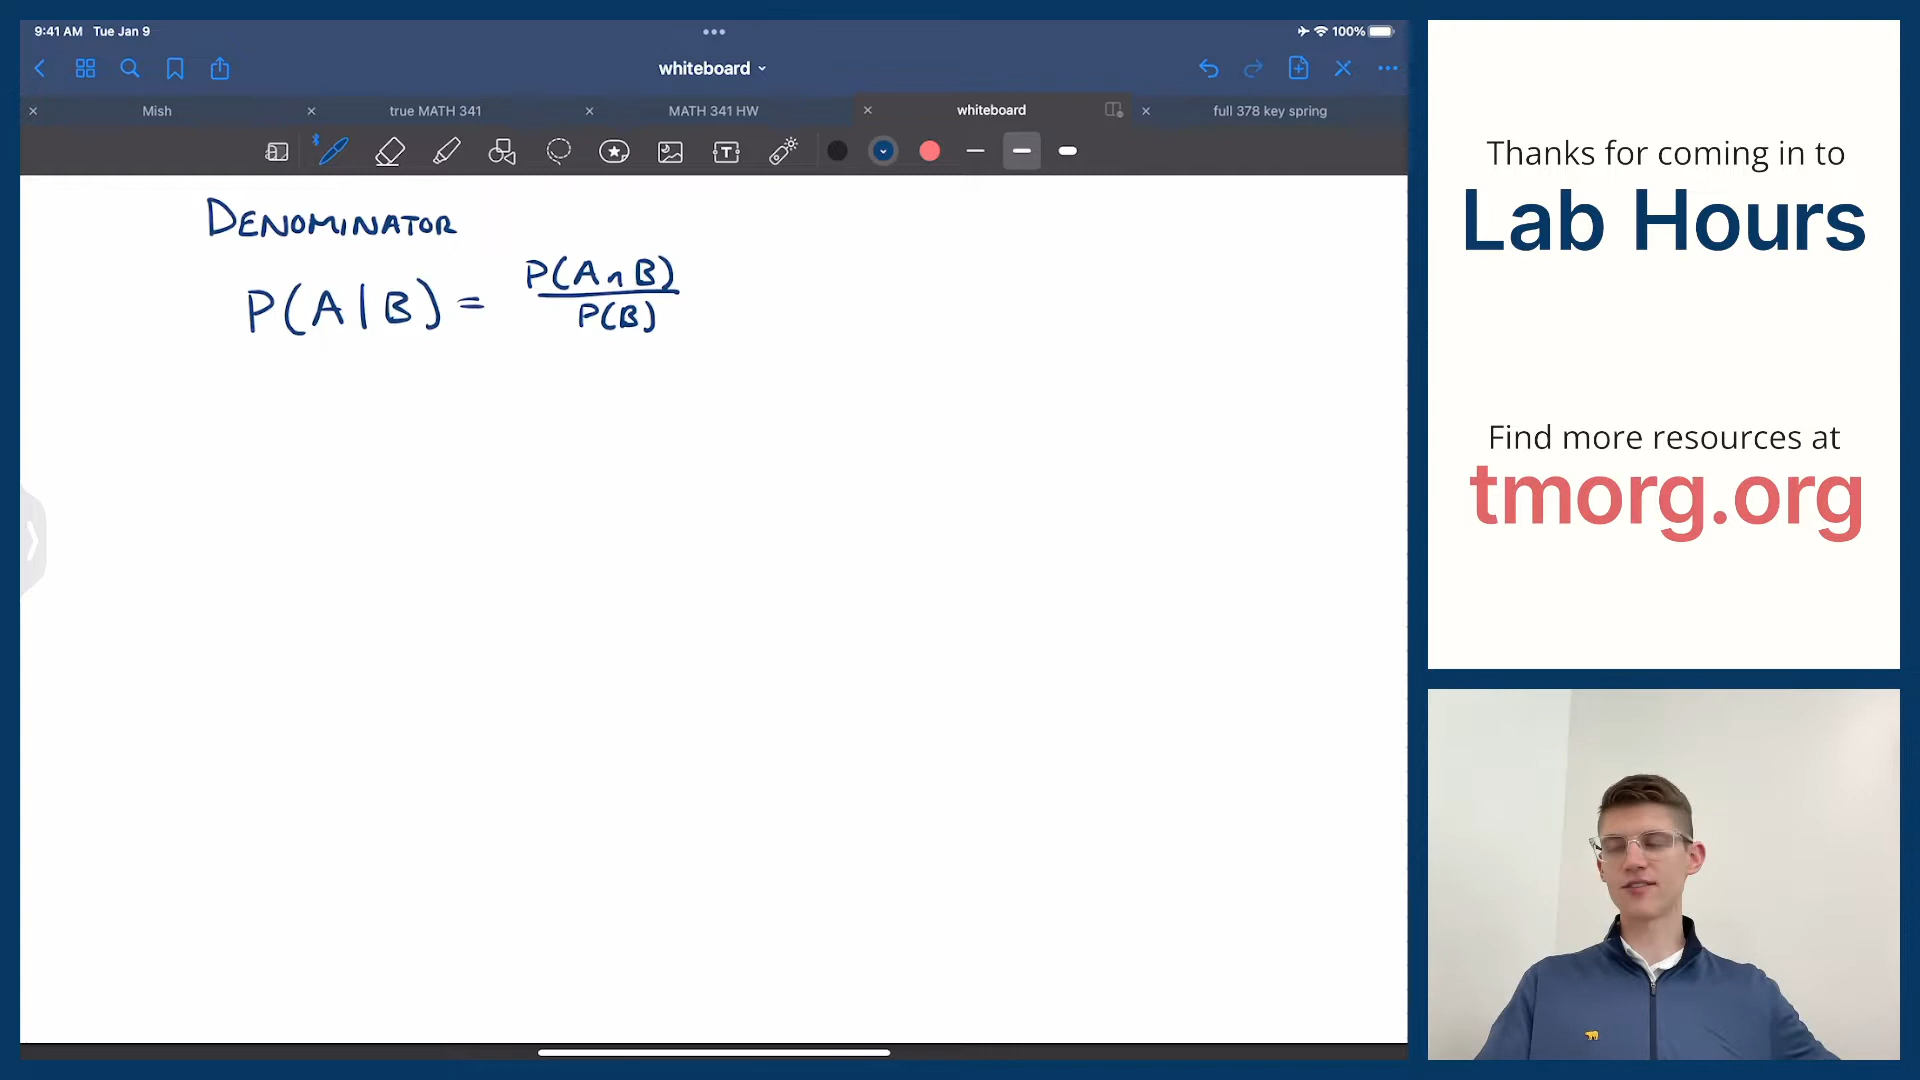 9:41 AM Tue Jan 9
100%
whiteboard
Mish
true MATH 341
MATH 341 HW
whiteboard
full 378 key spring
DENOMINATOR
P(A|B) = P(A∩B)
P(B)
Thanks for coming in to
Lab Hours
Find more resources at
tmorg.org